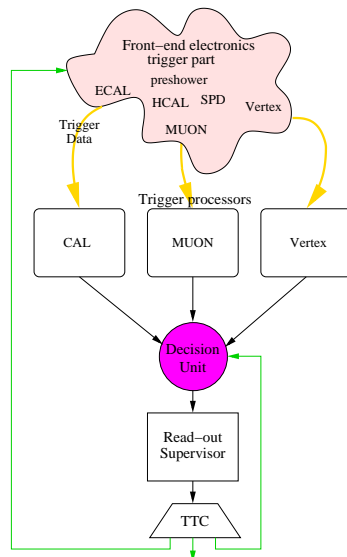 Front−end electronics
trigger part
preshower
ECAL
HCAL
SPD
Vertex
MUON
Trigger
Data
Trigger processors
CAL
MUON
Vertex
Decision
Unit
Read−out
Supervisor
TTC